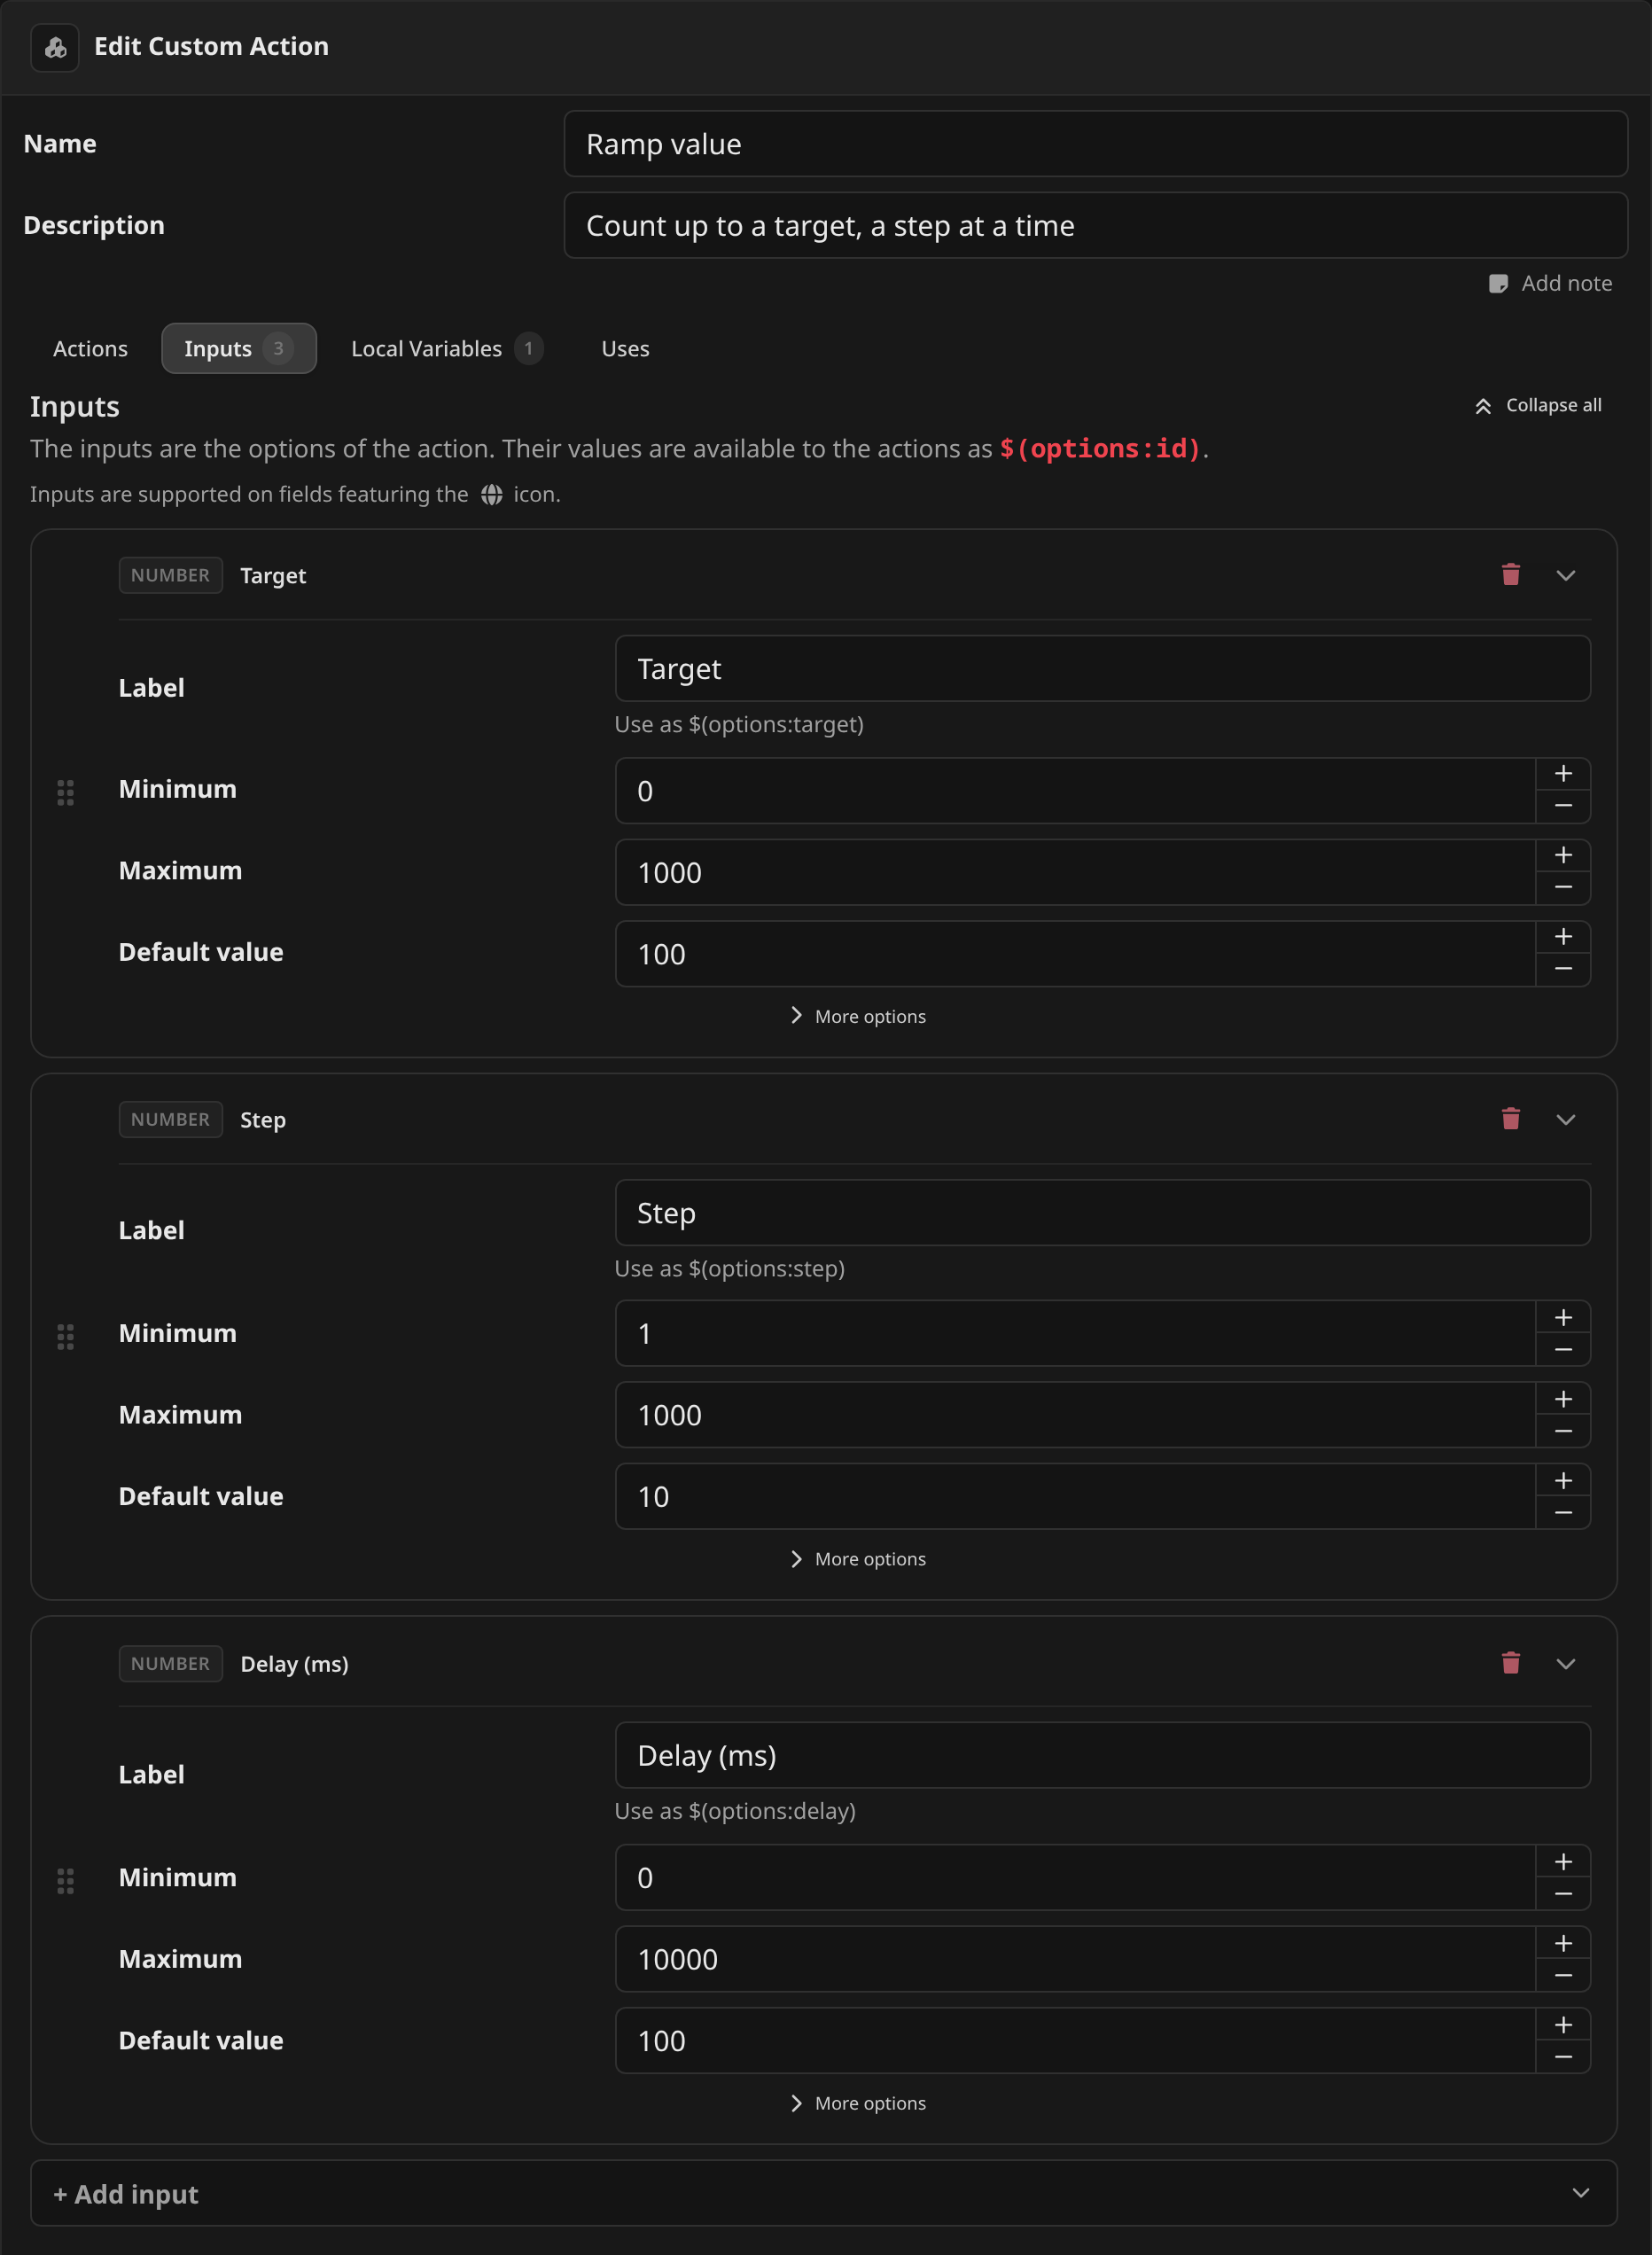 Edit Custom Action
Name
Ramp value
Description
Count up to a target, a step at a time
Add note
Actions
Inputs 3
Local Variables 1
Uses
Inputs
Collapse all
The inputs are the options of the action. Their values are available to the actions as $(options:id).
Inputs are supported on fields featuring the icon.
NUMBER Target
Label
Target
Use as $(options:target)
Minimum
0
Maximum
1000
Default value
100
More options
NUMBER Step
Label
Step
Use as $(options:step)
Minimum
1
Maximum
1000
Default value
10
More options
NUMBER Delay (ms)
Label
Delay (ms)
Use as $(options:delay)
Minimum
0
Maximum
10000
Default value
100
More options
+ Add input